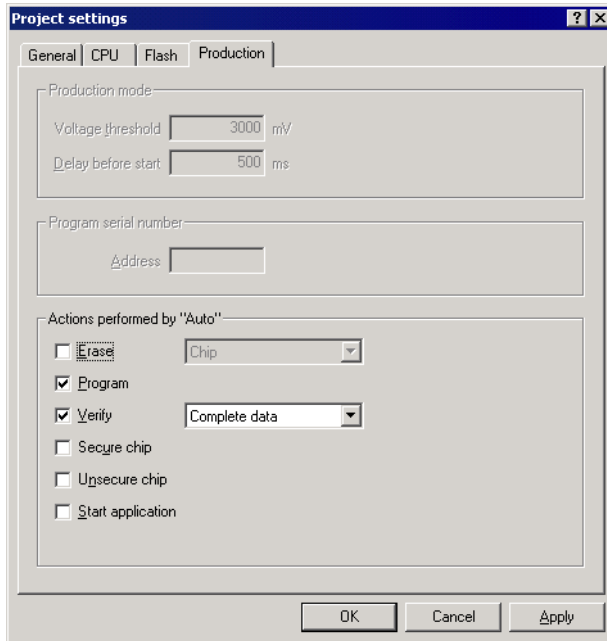 Project settings
General CPU Flash Production
Production mode
Voltage threshold 3000 mV
Delay before start 500 ms
Program serial number
Address
Actions performed by "Auto"
Erase Chip
Program
Verify Complete data
Secure chip
Unsecure chip
Start application
OK Cancel Apply